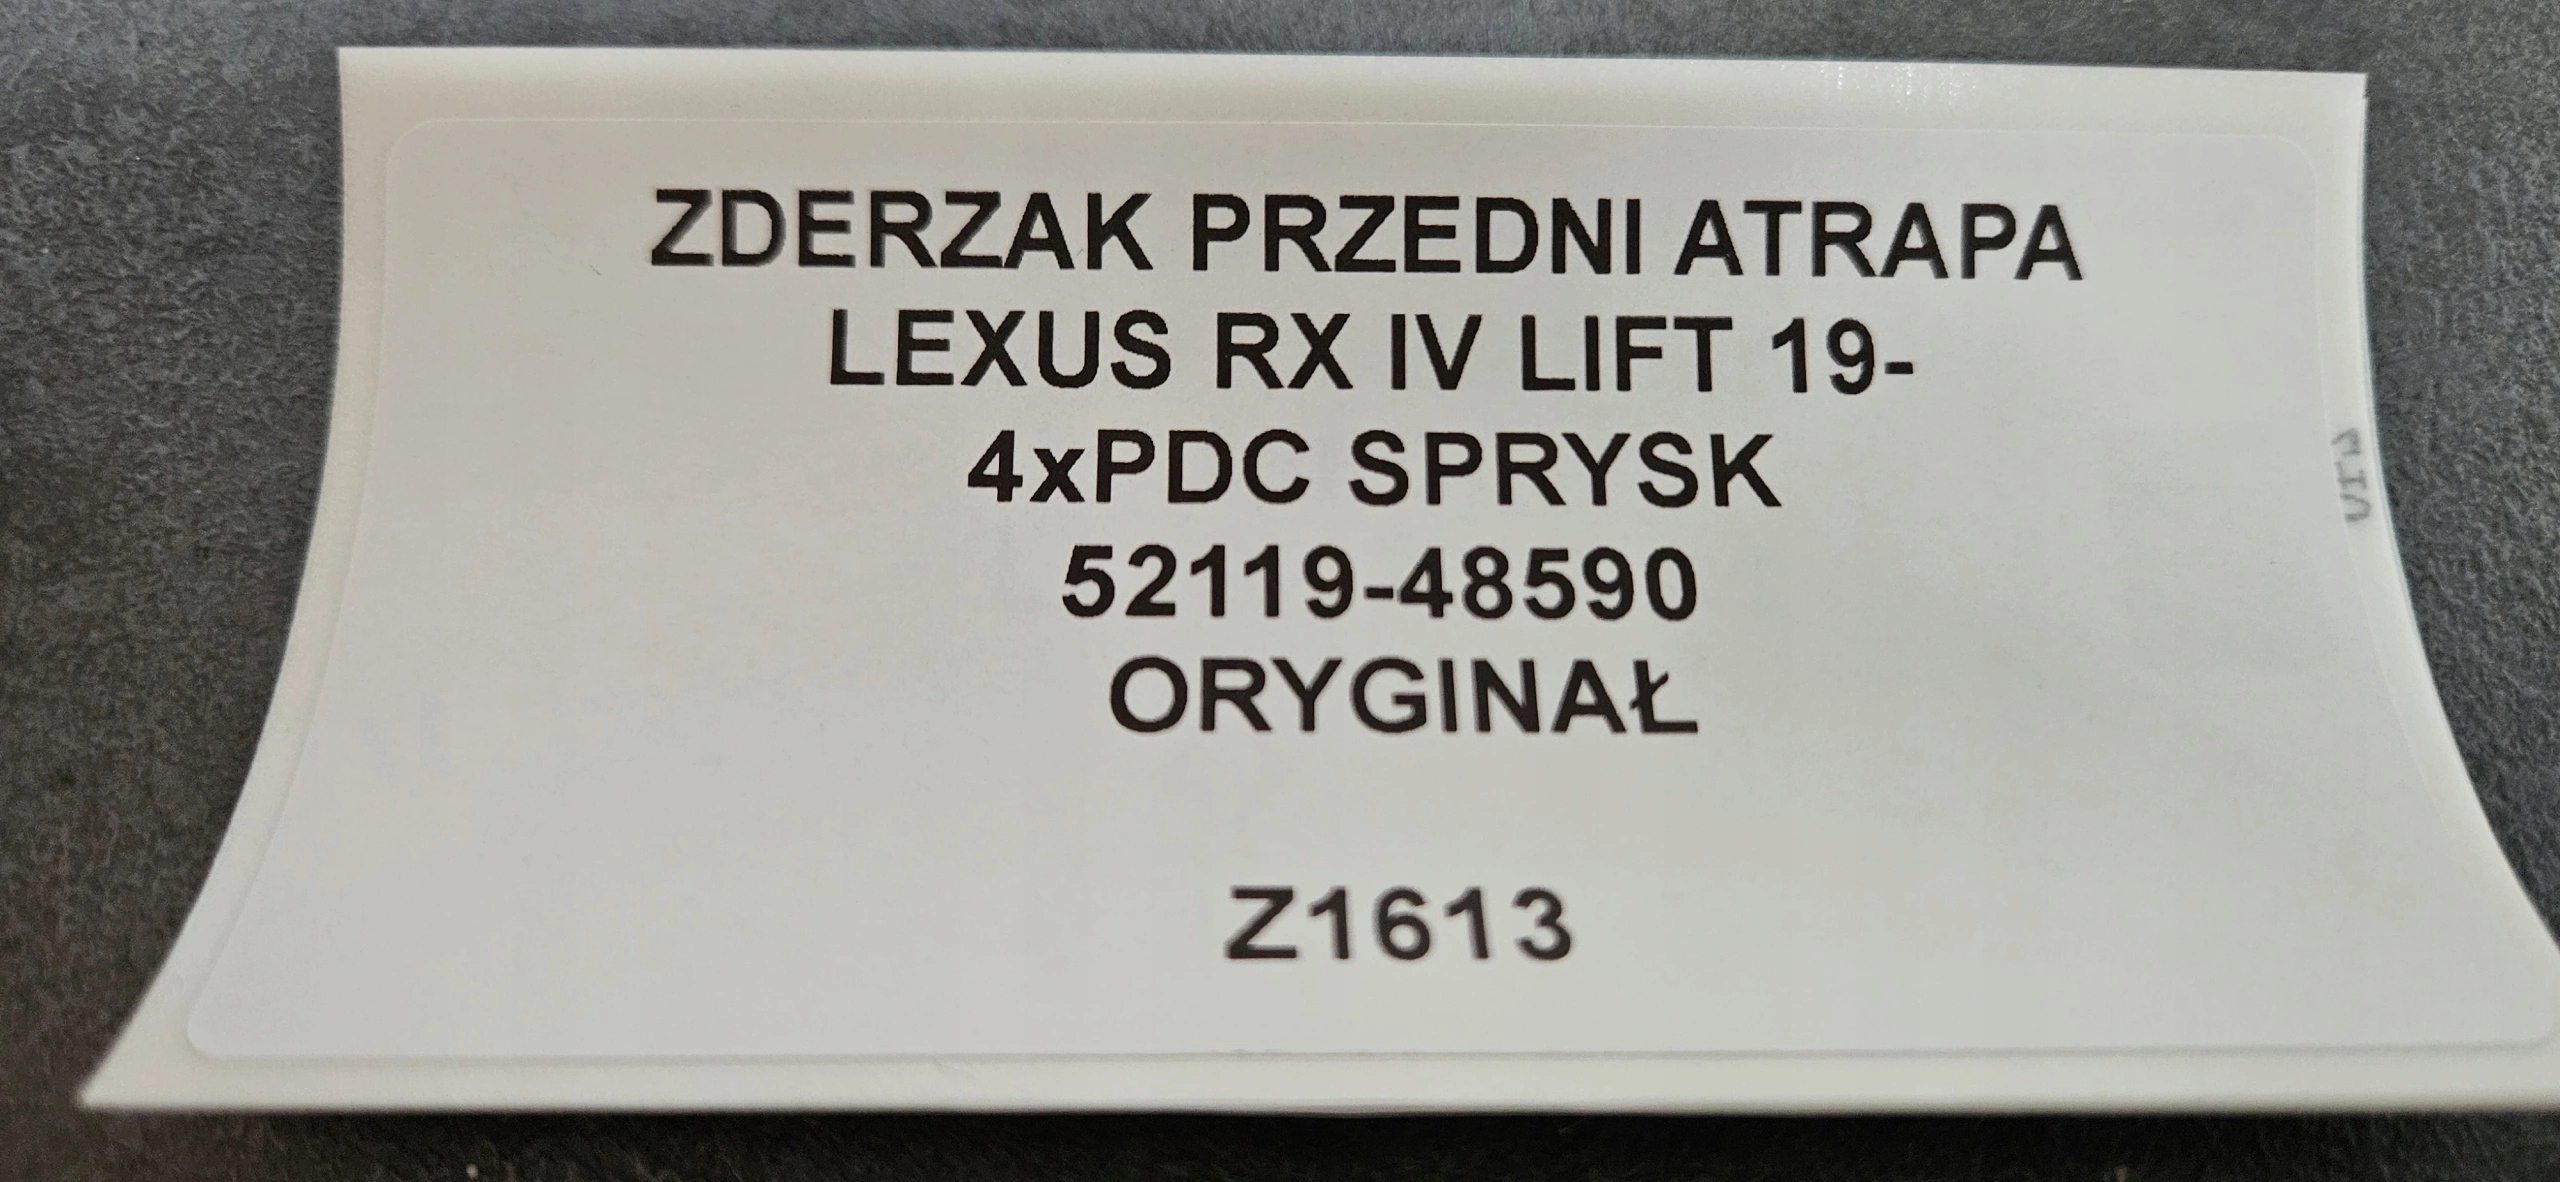 ZDERZAK PRZEDNI ATRAPA
LEXUS RX IV LIFT 19-
4xPDC SPRYSK
52119-48590
ORYGINAŁ
Z1613